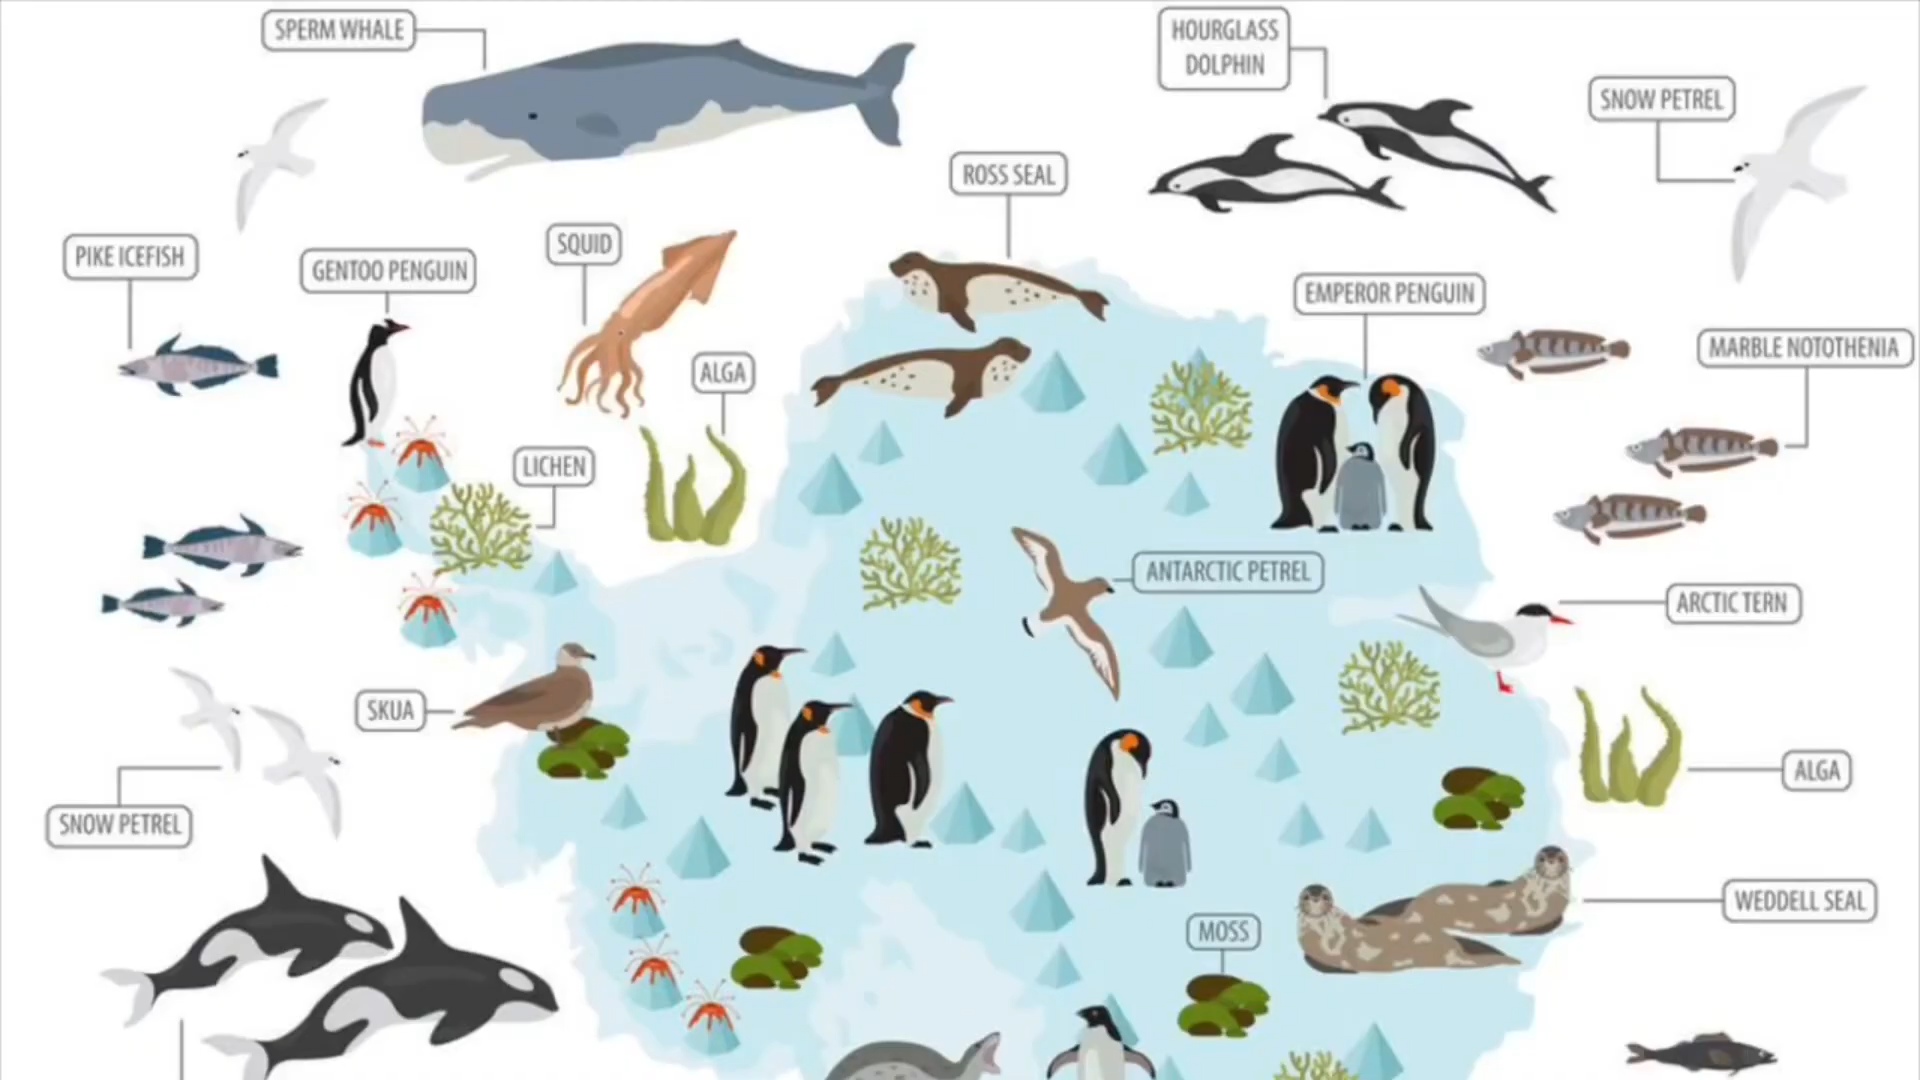 SPERM WHALE
HOURGLASS
DOLPHIN
SNOW PETREL
ROSS SEAL
SQUID
PIKE ICEFISH
GENTOO PENGUIN
EMPEROR PENGUIN
MARBLE NOTOTHENIA
ALGA
LICHEN
ANTARCTIC PETREL
ARCTIC TERN
SKUA
ALGA
SNOW PETREL
WEDDELL SEAL
MOSS